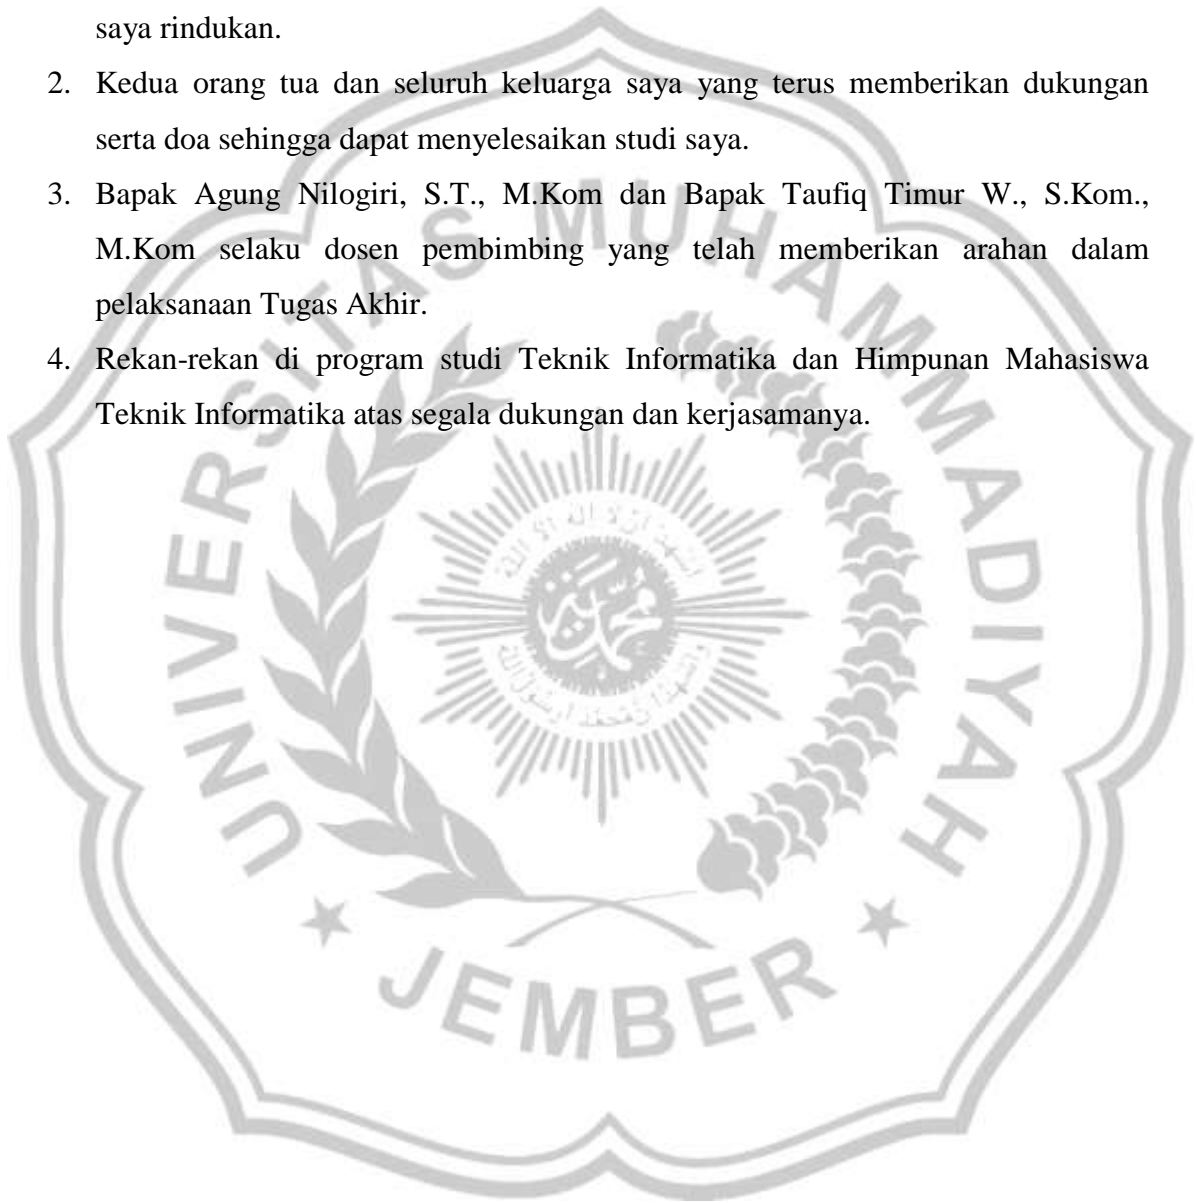 saya rindukan.
2. Kedua orang tua dan seluruh keluarga saya yang terus memberikan dukungan
serta doa sehingga dapat menyelesaikan studi saya.
3. Bapak Agung Nilogiri, S.T., M.Kom dan Bapak Taufiq Timur W., S.Kom.,
M.Kom selaku dosen pembimbing yang telah memberikan arahan dalam
pelaksanaan Tugas Akhir.
4. Rekan-rekan di program studi Teknik Informatika dan Himpunan Mahasiswa
Teknik Informatika atas segala dukungan dan kerjasamanya.
UNIVERSITAS MUHAMMADIYAH
JEMBER